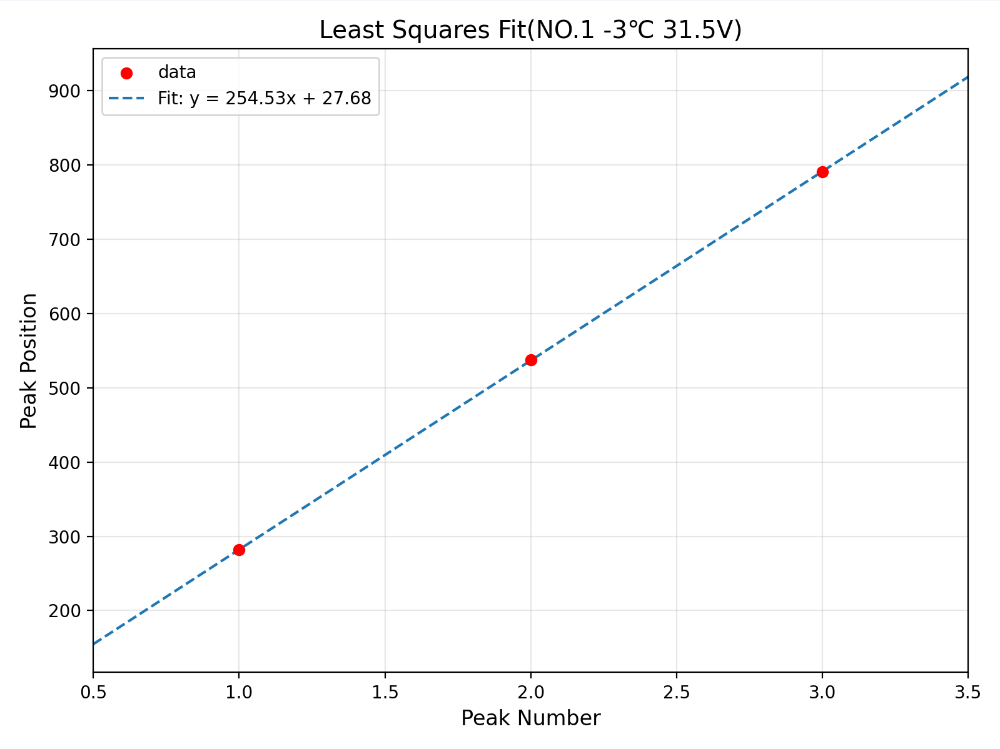 Least Squares Fit(NO.1 -3℃ 31.5V)
data
Fit: y = 254.53x + 27.68
900
800
700
600
500
400
300
200
Peak Position
0.5 1.0 1.5 2.0 2.5 3.0 3.5
Peak Number